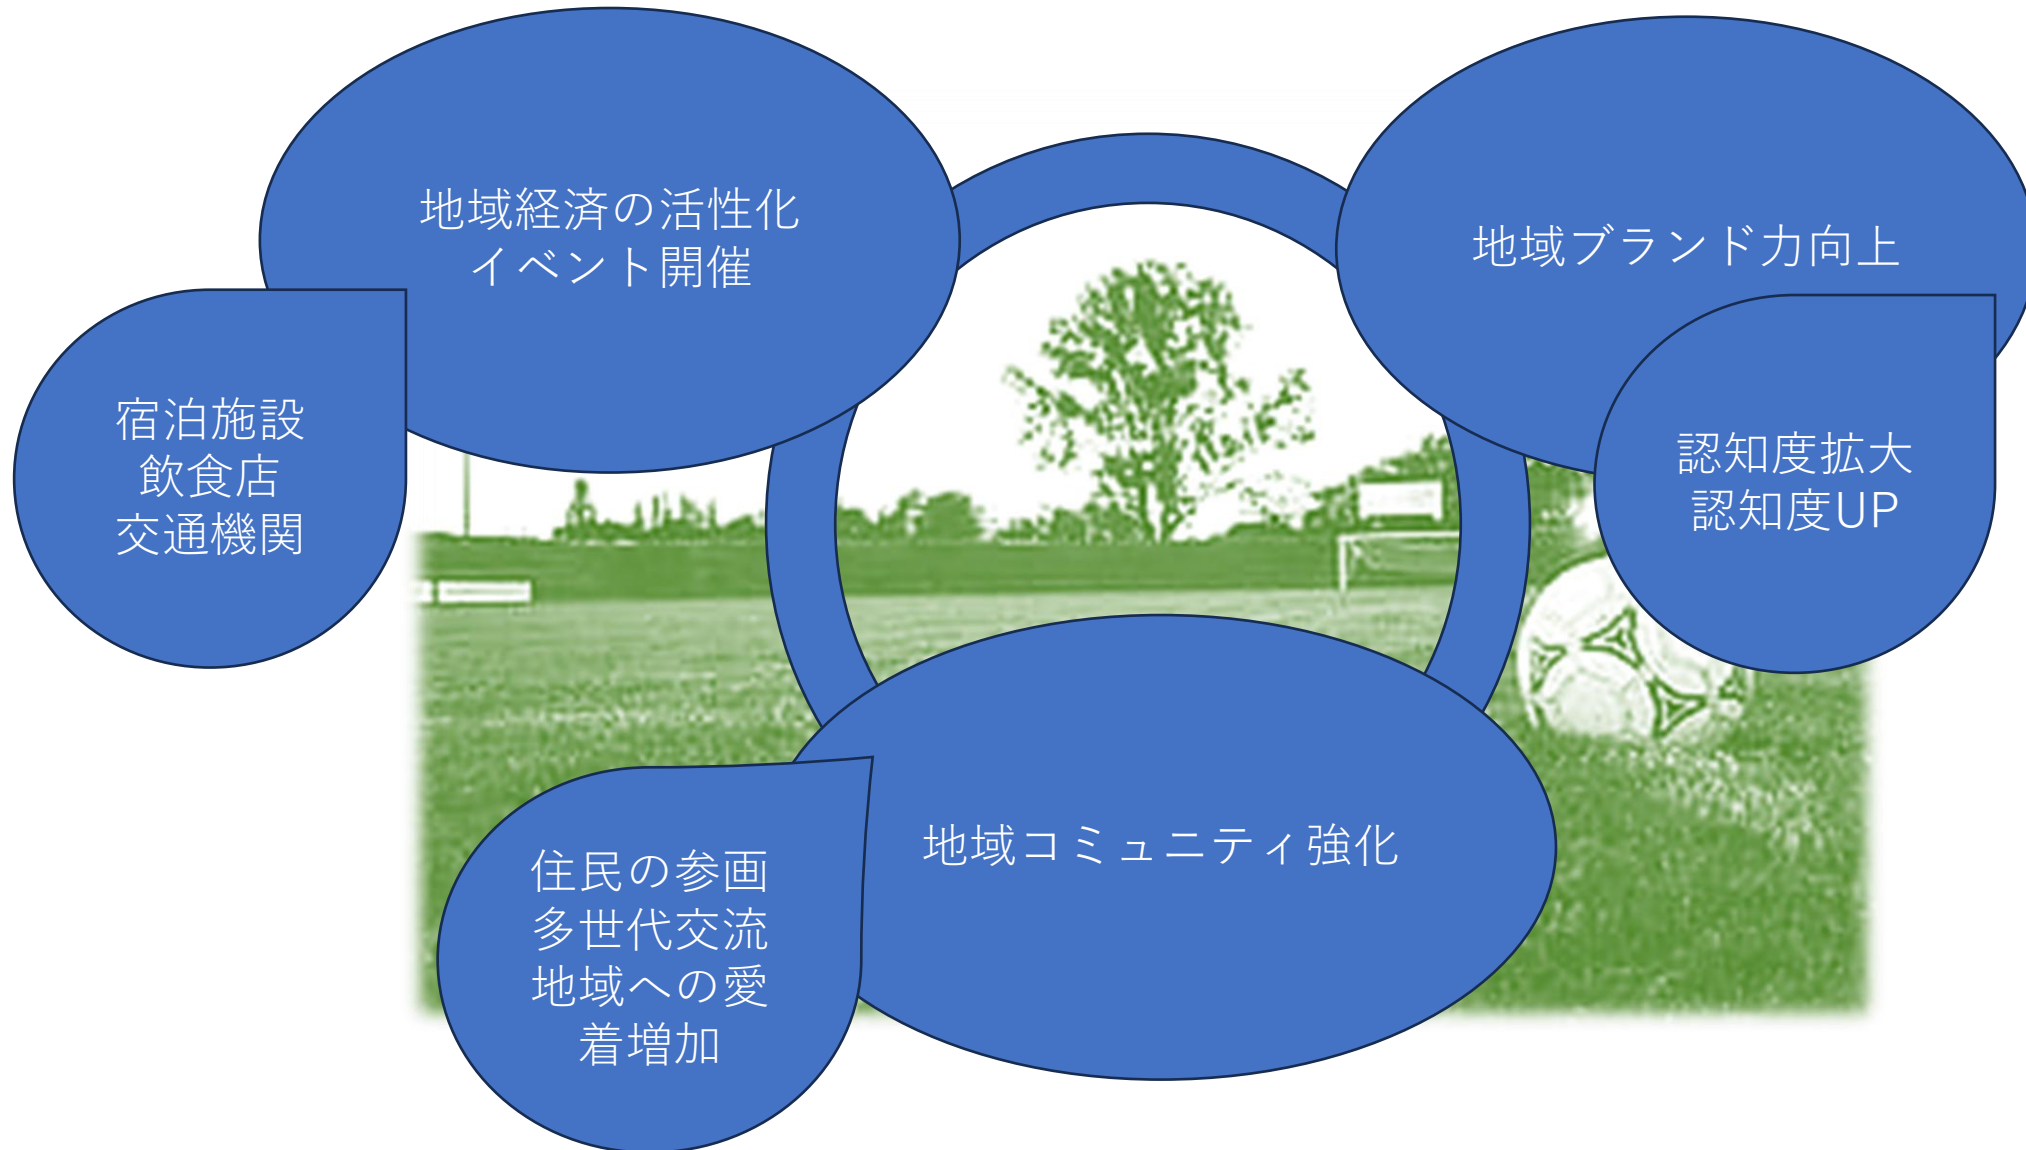 地域経済の活性化
イベント開催
宿泊施設
飲食店
交通機関
地域ブランド力向上
認知度拡大
認知度UP
地域コミュニティ強化
住民の参画
多世代交流
地域への愛
着増加